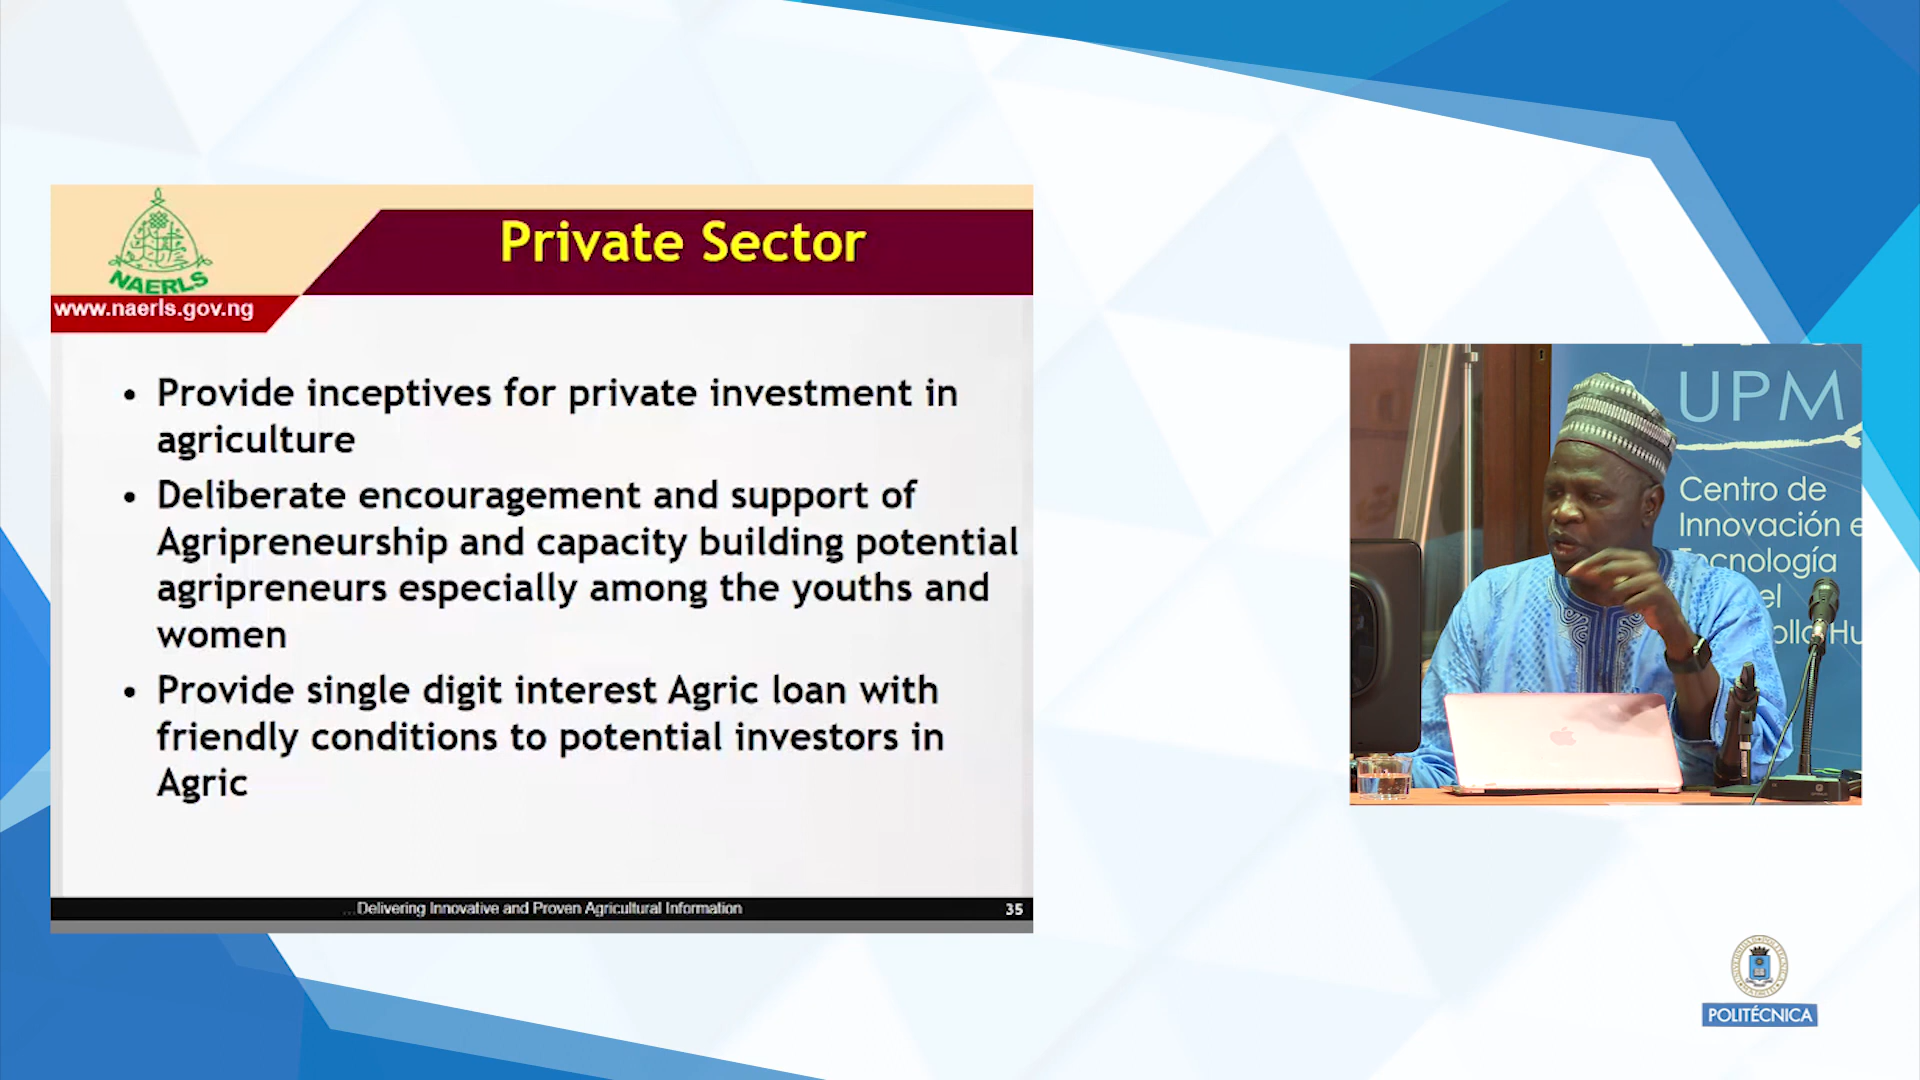 Private Sector
NAERLS
www.naerls.gov.ng
• Provide inceptives for private investment in
agriculture
• Deliberate encouragement and support of
Agripreneurship and capacity building potential
agripreneurs especially among the youths and
women
• Provide single digit interest Agric loan with
friendly conditions to potential investors in
Agric
...Delivering Innovative and Proven Agricultural Information
35
UPM
Centro de
Innovación e
Tecnología
el
ollo Hu
POLITÉCNICA